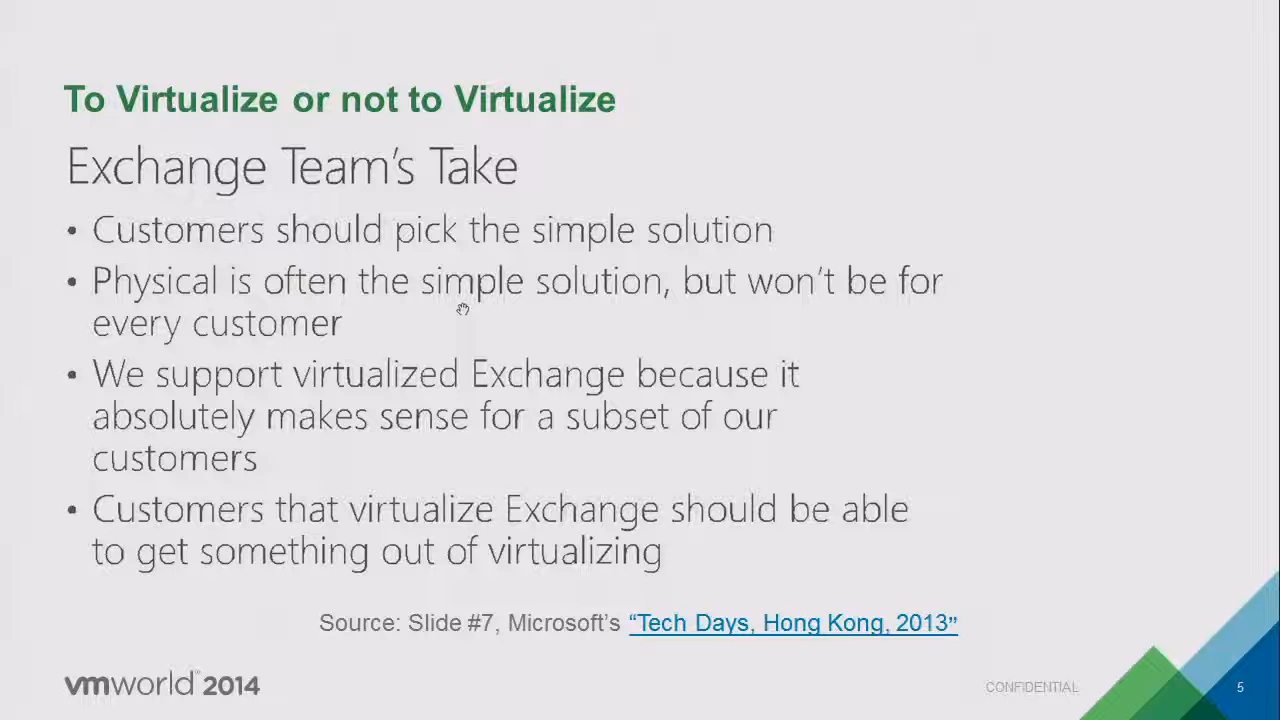 To Virtualize or not to Virtualize
Exchange Team's Take
• Customers should pick the simple solution
• Physical is often the simple solution, but won't be for
every customer
• We support virtualized Exchange because it
absolutely makes sense for a subset of our
customers
• Customers that virtualize Exchange should be able
to get something out of virtualizing
Source: Slide #7, Microsoft's “Tech Days, Hong Kong, 2013”
vmworld 2014
CONFIDENTIAL
5